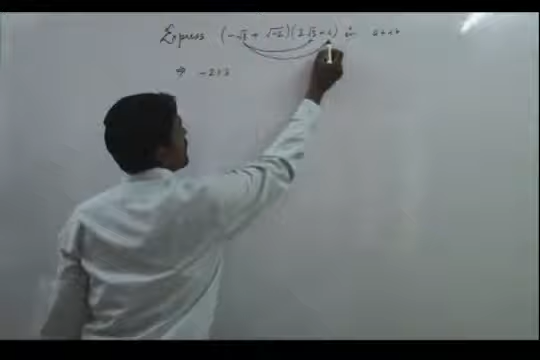 Express (-√3 + √-2)(2√3 - i) in a+ib
⇒ -2×3